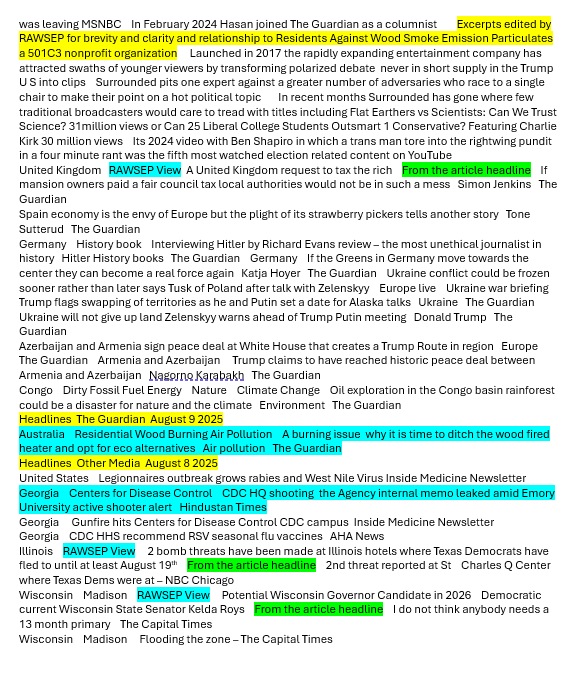 was leaving MSNBC In February 2024 Hasan joined The Guardian as a columnist Excerpts edited by
RAWSEP for brevity and clarity and relationship to Residents Against Wood Smoke Emission Particulates
a 501C3 nonprofit organization Launched in 2017 the rapidly expanding entertainment company has
attracted swaths of younger viewers by transforming polarized debate never in short supply in the Trump
U S into clips Surrounded pits one expert against a greater number of adversaries who race to a single
chair to make their point on a hot political topic In recent months Surrounded has gone where few
traditional broadcasters would care to tread with titles including Flat Earthers vs Scientists: Can We Trust
Science? 31million views or Can 25 Liberal College Students Outsmart 1 Conservative? Featuring Charlie
Kirk 30 million views Its 2024 video with Ben Shapiro in which a trans man tore into the rightwing pundit
in a four minute rant was the fifth most watched election related content on YouTube
United Kingdom RAWSEP View A United Kingdom request to tax the rich From the article headline If
mansion owners paid a fair council tax local authorities would not be in such a mess Simon Jenkins The
Guardian
Spain economy is the envy of Europe but the plight of its strawberry pickers tells another story Tone
Sutterud The Guardian
Germany History book Interviewing Hitler by Richard Evans review – the most unethical journalist in
history Hitler History books The Guardian Germany If the Greens in Germany move towards the
center they can become a real force again Katja Hoyer The Guardian Ukraine conflict could be frozen
sooner rather than later says Tusk of Poland after talk with Zelenskyy Europe live Ukraine war briefing
Trump flags swapping of territories as he and Putin set a date for Alaska talks Ukraine The Guardian
Ukraine will not give up land Zelenskyy warns ahead of Trump Putin meeting Donald Trump The
Guardian
Azerbaijan and Armenia sign peace deal at White House that creates a Trump Route in region Europe
The Guardian Armenia and Azerbaijan Trump claims to have reached historic peace deal between
Armenia and Azerbaijan Nagorno Karabakh The Guardian
Congo Dirty Fossil Fuel Energy Nature Climate Change Oil exploration in the Congo basin rainforest
could be a disaster for nature and the climate Environment The Guardian
Headlines The Guardian August 9 2025
Australia Residential Wood Burning Air Pollution A burning issue why it is time to ditch the wood fired
heater and opt for eco alternatives Air pollution The Guardian
Headlines Other Media August 8 2025
United States Legionnaires outbreak grows rabies and West Nile Virus Inside Medicine Newsletter
Georgia Centers for Disease Control CDC HQ shooting the Agency internal memo leaked amid Emory
University active shooter alert Hindustan Times
Georgia Gunfire hits Centers for Disease Control CDC campus Inside Medicine Newsletter
Georgia CDC HHS recommend RSV seasonal flu vaccines AHA News
Illinois RAWSEP View 2 bomb threats have been made at Illinois hotels where Texas Democrats have
fled to until at least August 19th From the article headline 2nd threat reported at St Charles Q Center
where Texas Dems were at – NBC Chicago
Wisconsin Madison RAWSEP View Potential Wisconsin Governor Candidate in 2026 Democratic
current Wisconsin State Senator Kelda Roys From the article headline I do not think anybody needs a
13 month primary The Capital Times
Wisconsin Madison Flooding the zone – The Capital Times